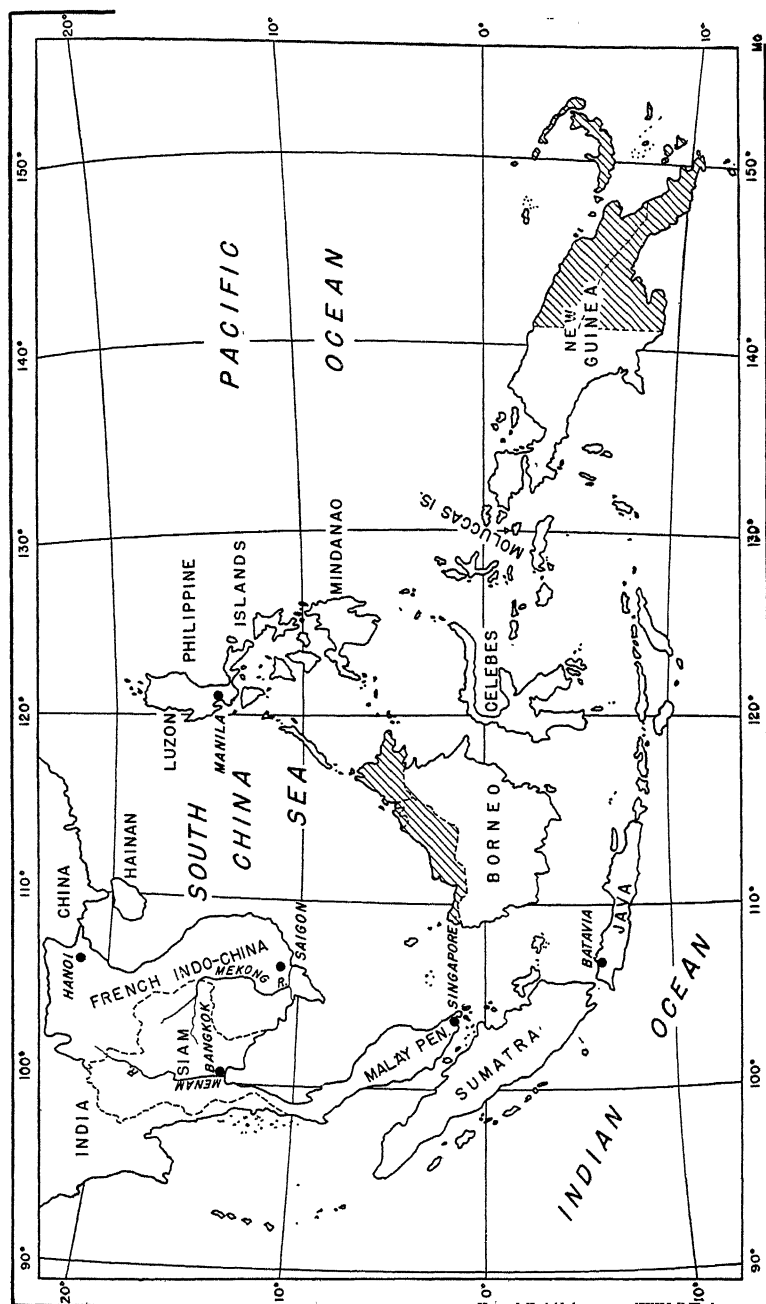 90°
100°
110°
120°
130°
140°
150°
20°
20°
10°
0°
0°
10°
10°
INDIA
CHINA
HANOI
HAINAN
FRENCH INDO-CHINA
SIAM
MEKONG
R.
R.
BANGKOK
MENAM
SAIGON
LUZON
PHILIPPINE
ISLANDS
MANILA
MINDANAO
SOUTH
CHINA
SEA
PACIFIC
OCEAN
MALAY PEN.
SINGAPORE
SUMATRA
BORNEO
CELEBES
MOLUCCAS IS.
NEW
GUINEA
BATAVIA
JAVA
INDIAN
OCEAN
90°
100°
110°
120°
130°
140°
150°
MO